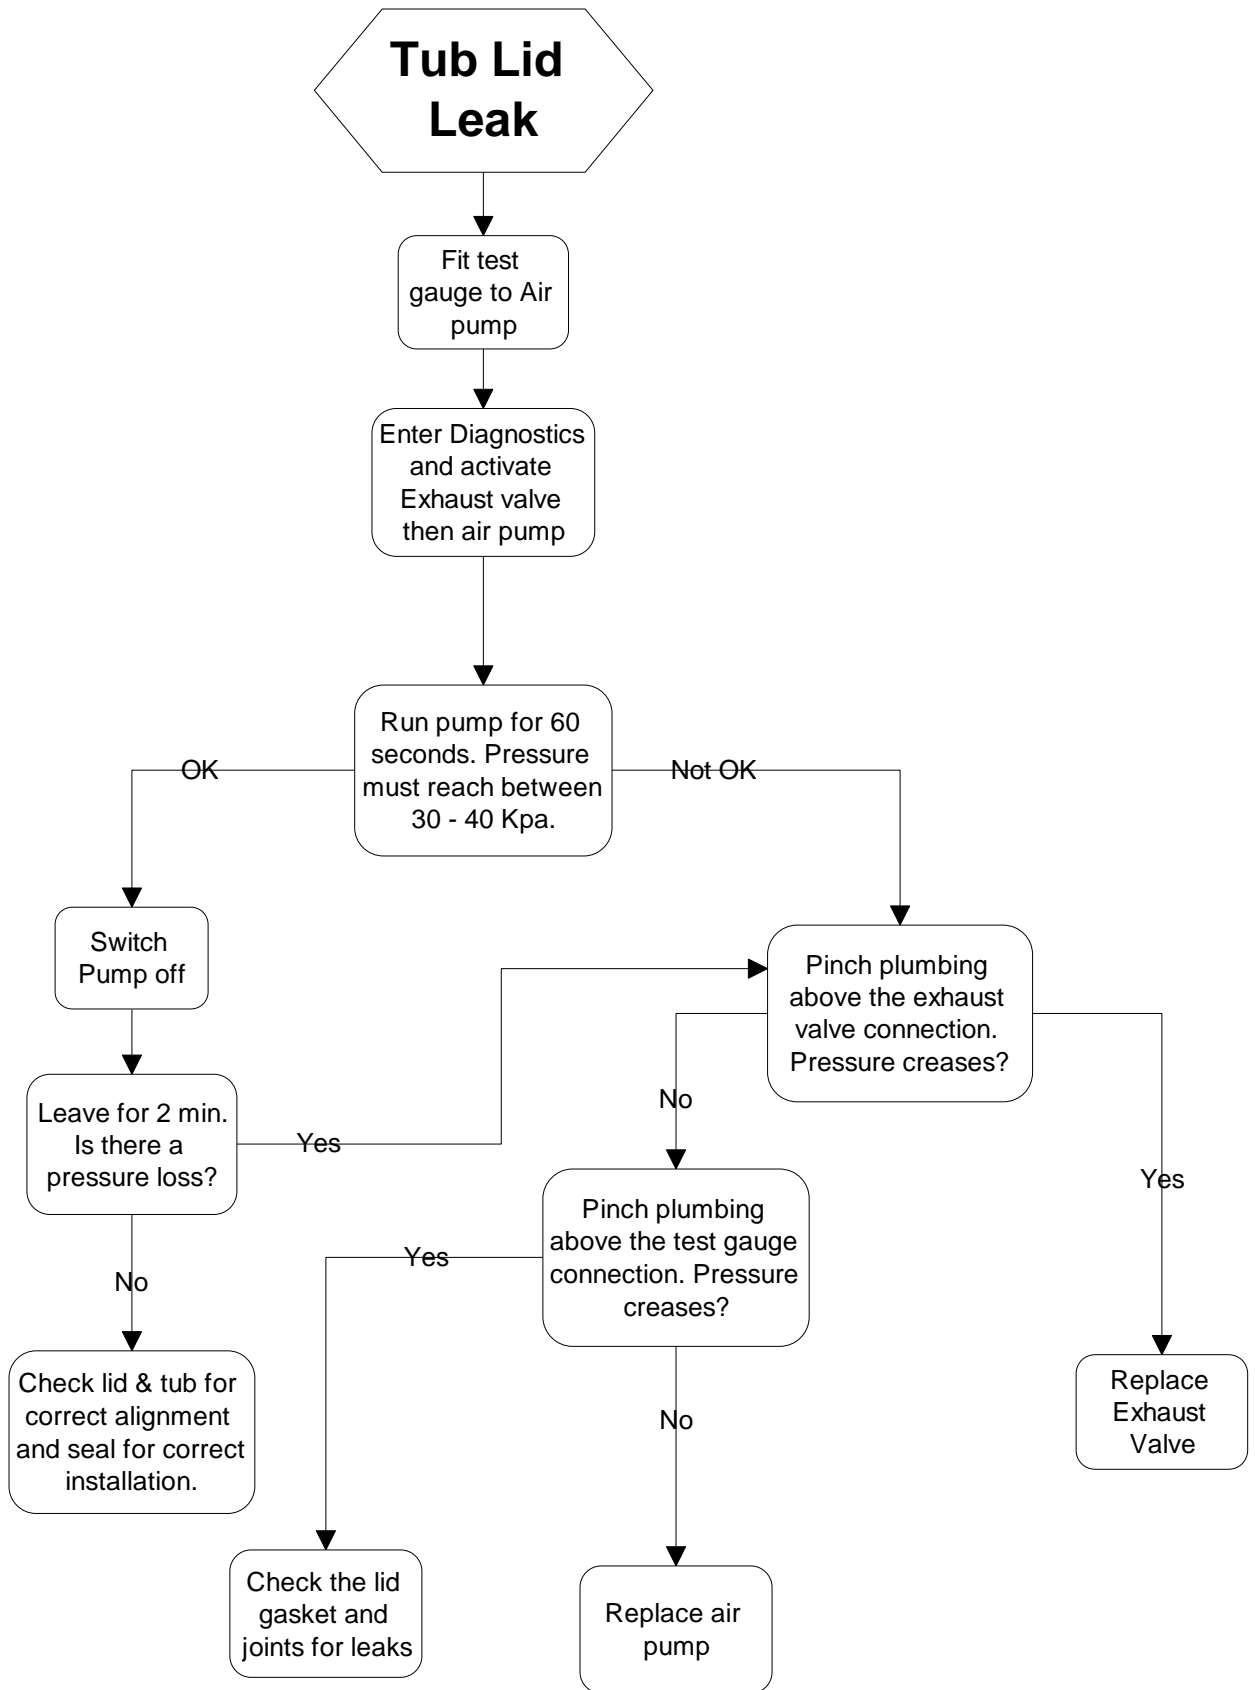 Tub Lid
Leak
Fit test
gauge to Air
pump
Enter Diagnostics
and activate
Exhaust valve
then air pump
Run pump for 60
seconds. Pressure
must reach between
30 - 40 Kpa.
OK
Not OK
Switch
Pump off
Pinch plumbing
above the exhaust
valve connection.
Pressure creases?
Leave for 2 min.
Is there a
pressure loss?
Yes
No
Yes
Pinch plumbing
above the test gauge
connection. Pressure
creases?
Yes
No
No
Check lid & tub for
correct alignment
and seal for correct
installation.
Replace
Exhaust
Valve
Check the lid
gasket and
joints for leaks
Replace air
pump